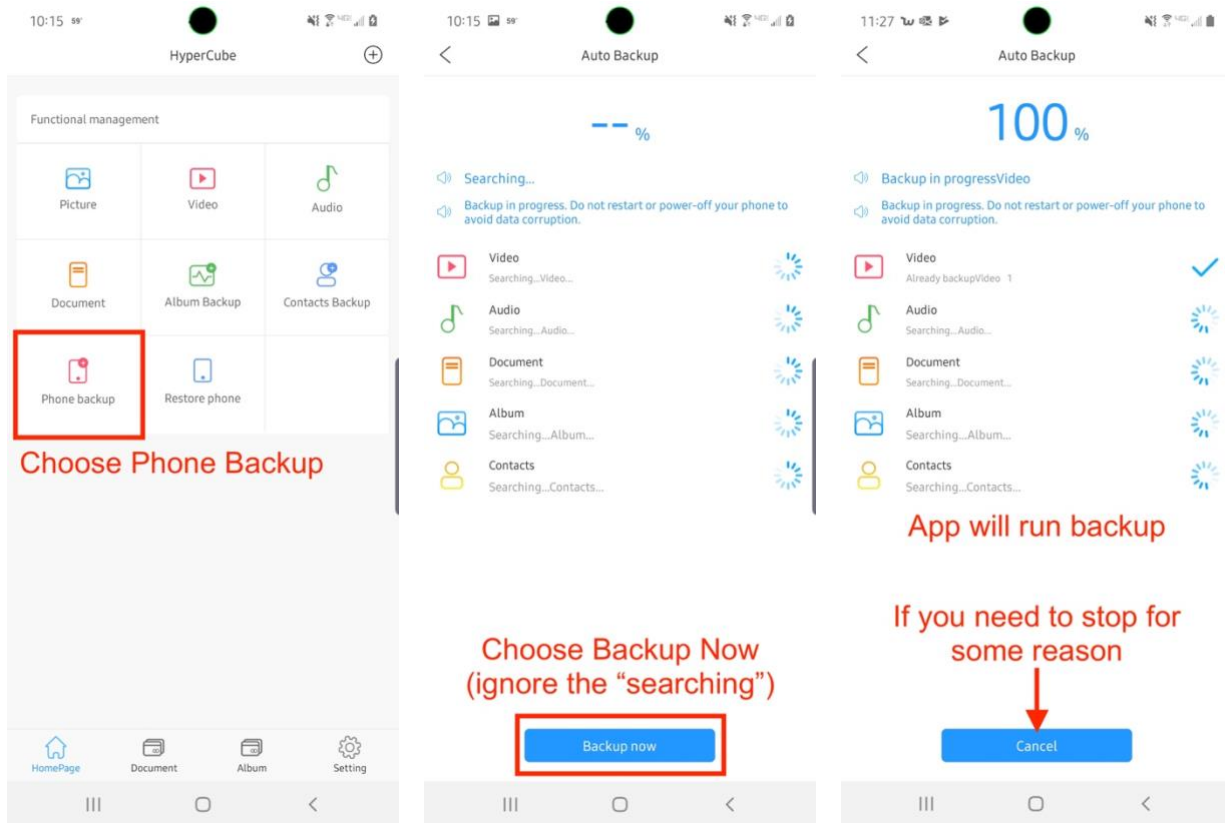 10:15 59°
HyperCube
Functional management
Picture
Video
Audio
Document
Album Backup
Contacts Backup
Phone backup
Restore phone
Choose Phone Backup
HomePage
Document
Album
Setting
10:15 59°
Auto Backup
-- %
Searching...
Backup in progress. Do not restart or power-off your phone to
avoid data corruption.
Video
Searching...Video...
Audio
Searching...Audio...
Document
Searching...Document...
Album
Searching...Album...
Contacts
Searching...Contacts...
Choose Backup Now
(ignore the “searching”)
Backup now
11:27
Auto Backup
100 %
Backup in progressVideo
Backup in progress. Do not restart or power-off your phone to
avoid data corruption.
Video
Already backupVideo 1
Audio
Searching...Audio...
Document
Searching...Document...
Album
Searching...Album...
Contacts
Searching...Contacts...
App will run backup
If you need to stop for
some reason
Cancel